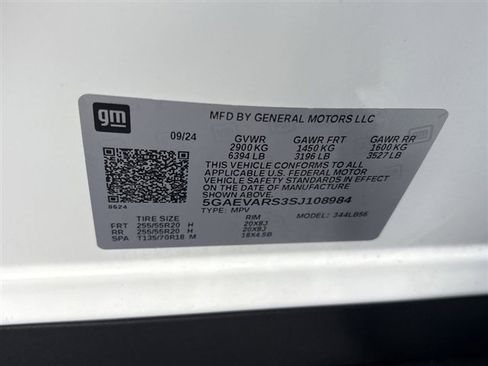 gm
MFD BY GENERAL MOTORS LLC
09/24 GVWR GAWR FRT GAWR RR
2900 KG 1450 KG 1600 KG
6394 LB 3196 LB 3527 LB
THIS VEHICLE CONFORMS TO ALL
APPLICABLE U.S. FEDERAL MOTOR
VEHICLE SAFETY STANDARDS IN EFFECT
ON THE DATE OF MANUFACTURE SHOWN ABOVE.
5GAEVARS3SJ108984
8624 TYPE: MPV MODEL: 344LB56
TIRE SIZE RIM
FRT 255/55R20 H 20X8J
RR 255/55R20 H 20X8J
SPA T135/70R18 M 18X4.5B